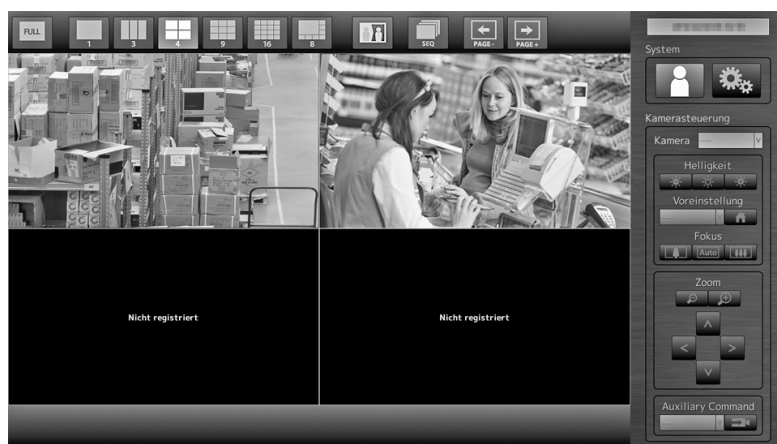 FULL
1
3
4
9
16
8
SEQ
PAGE-
PAGE+
System
Kamerasteuerung
Kamera ----
Helligkeit
Voreinstellung
Fokus
Auto
Nicht registriert
Nicht registriert
Zoom
Auxiliary Command